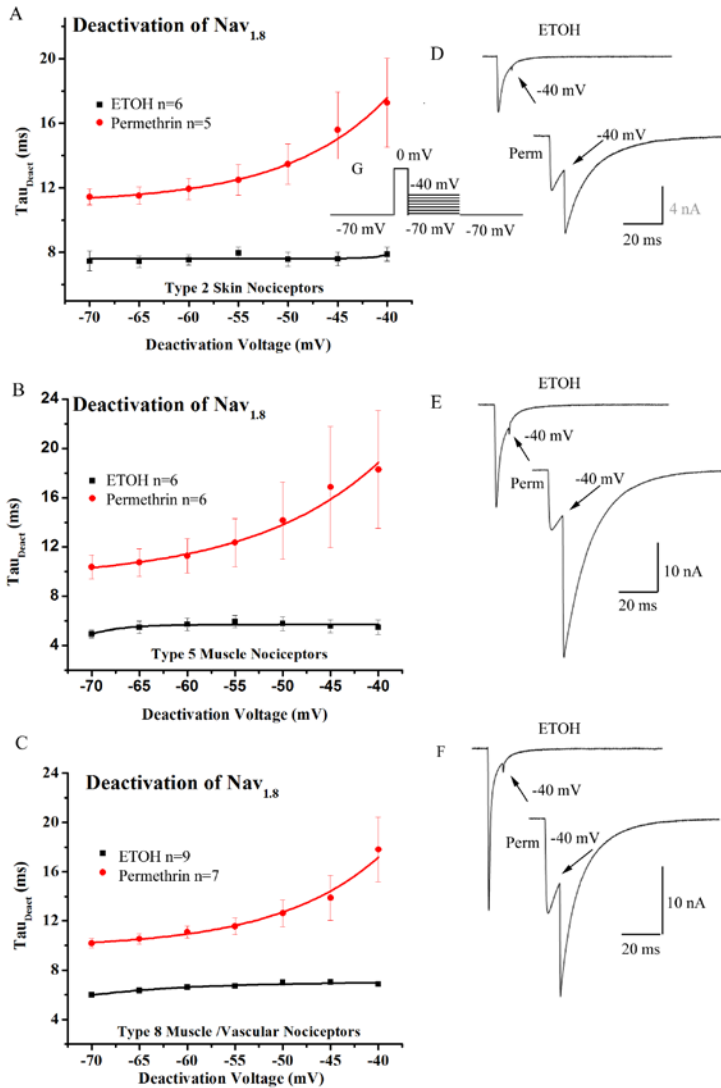 A
Deactivation of Nav1.8
ETOH n=6
Permethrin n=5
20
16
12
8
4
TauDeact (ms)
Type 2 Skin Nociceptors
-70 -65 -60 -55 -50 -45 -40
Deactivation Voltage (mV)
G
0 mV
-40 mV
-70 mV
-70 mV
-70 mV
D
ETOH
-40 mV
Perm
-40 mV
4 nA
20 ms
B
Deactivation of Nav1.8
ETOH n=6
Permethrin n=6
24
20
16
12
8
4
TauDeact (ms)
Type 5 Muscle Nociceptors
-70 -65 -60 -55 -50 -45 -40
Deactivation Voltage (mV)
E
ETOH
-40 mV
Perm
-40 mV
10 nA
20 ms
C
Deactivation of Nav1.8
ETOH n=9
Permethrin n=7
24
20
16
12
8
4
TauDeact (ms)
Type 8 Muscle /Vascular Nociceptors
-70 -65 -60 -55 -50 -45 -40
Deactivation Voltage (mV)
F
ETOH
-40 mV
Perm
-40 mV
10 nA
20 ms